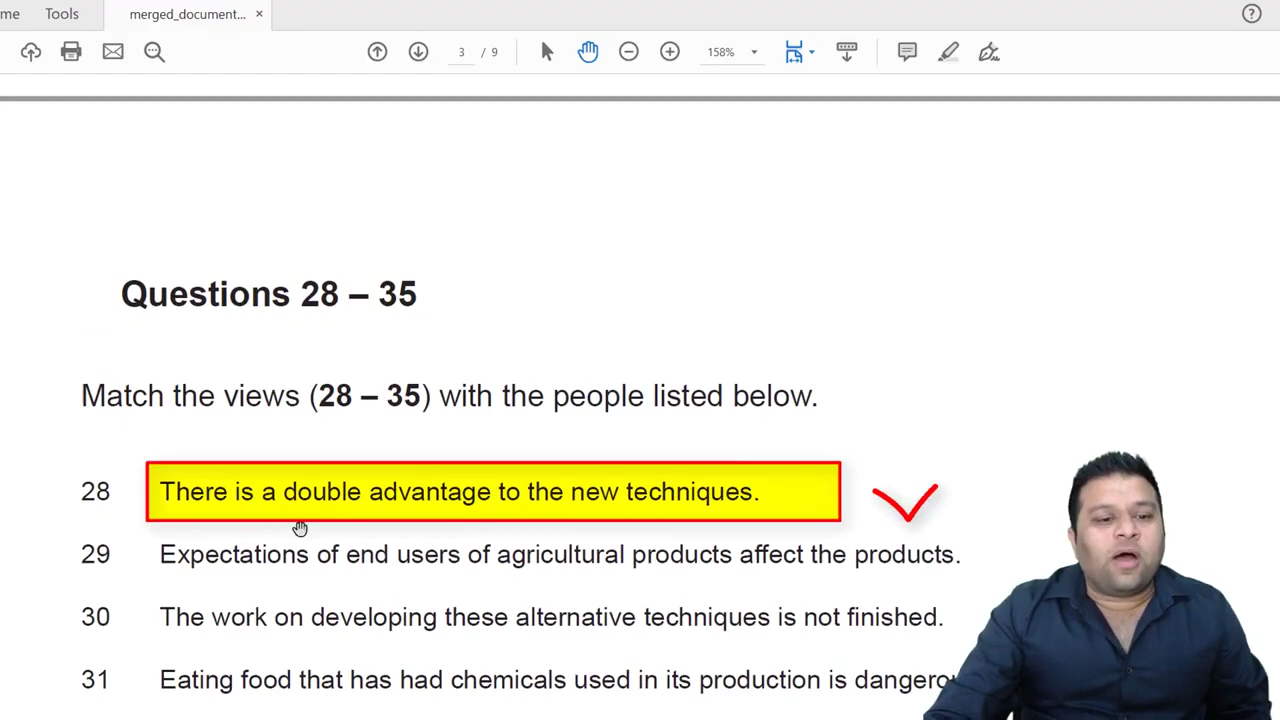 me Tools merged_document... ×
3 / 9 158%
Questions 28 – 35
Match the views (28 – 35) with the people listed below.
28 There is a double advantage to the new techniques.
29 Expectations of end users of agricultural products affect the products.
30 The work on developing these alternative techniques is not finished.
31 Eating food that has had chemicals used in its production is dangero